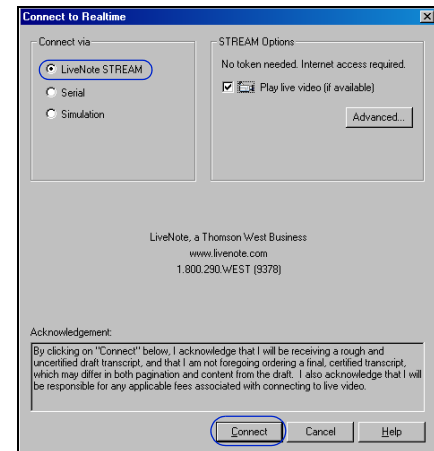 Connect to Realtime
Connect via
LiveNote STREAM
Serial
Simulation
STREAM Options
No token needed. Internet access required.
Play live video (if available)
Advanced...
LiveNote, a Thomson West Business
www.livenote.com
1.800.290.WEST (9378)
Acknowledgement:
By clicking on "Connect" below, I acknowledge that I will be receiving a rough and
uncertified draft transcript, and that I am not foregoing ordering a final, certified transcript,
which may differ in both pagination and content from the draft. I also acknowledge that I will
be responsible for any applicable fees associated with connecting to live video.
Connect
Cancel
Help